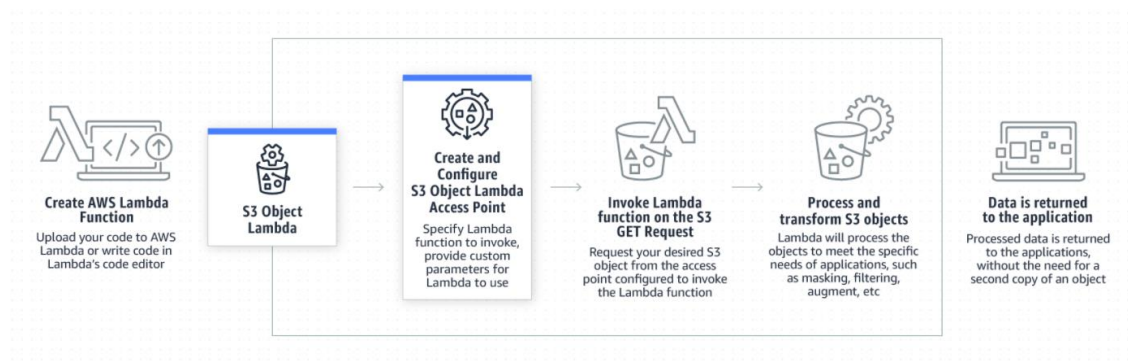 Create AWS Lambda
Function
Upload your code to AWS
Lambda or write code in
Lambda's code editor
S3 Object
Lambda
Create and
Configure
S3 Object Lambda
Access Point
Specify Lambda
function to invoke,
provide custom
parameters for
Lambda to use
Invoke Lambda
function on the S3
GET Request
Request your desired S3
object from the access
point configured to invoke
the Lambda function
Process and
transform S3 objects
Lambda will process the
objects to meet the specific
needs of applications, such
as masking, filtering,
augment, etc
Data is returned
to the application
Processed data is returned
to the applications,
without the need for a
second copy of an object